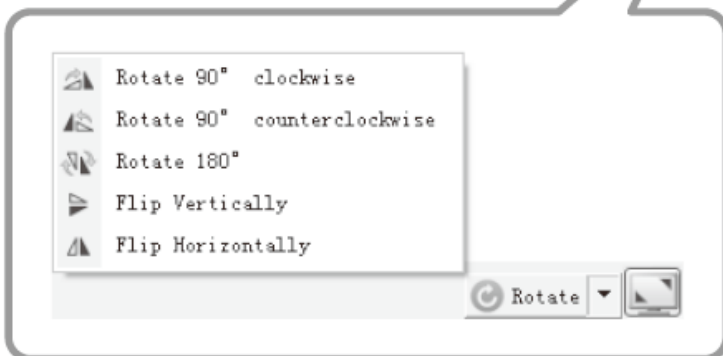 Rotate 90° clockwise
Rotate 90° counterclockwise
Rotate 180°
Flip Vertically
Flip Horizontally
Rotate